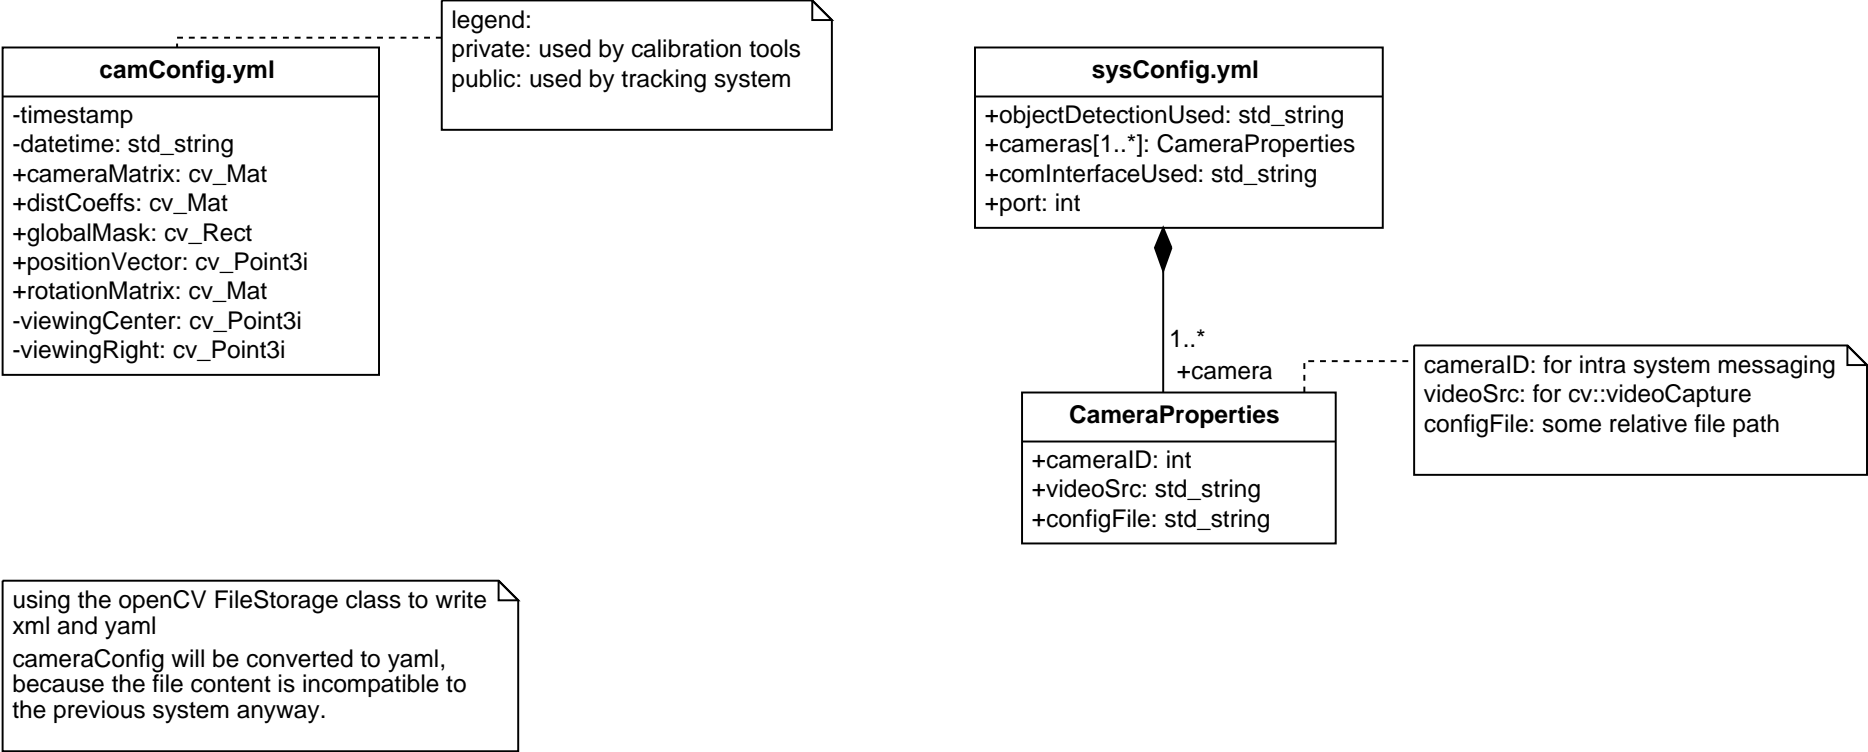 legend:
private: used by calibration tools
public: used by tracking system
camConfig.yml
-timestamp
-datetime: std_string
+cameraMatrix: cv_Mat
+distCoeffs: cv_Mat
+globalMask: cv_Rect
+positionVector: cv_Point3i
+rotationMatrix: cv_Mat
-viewingCenter: cv_Point3i
-viewingRight: cv_Point3i
sysConfig.yml
+objectDetectionUsed: std_string
+cameras[1..*]: CameraProperties
+comInterfaceUsed: std_string
+port: int
1..*
+camera
CameraProperties
+cameraID: int
+videoSrc: std_string
+configFile: std_string
cameraID: for intra system messaging
videoSrc: for cv::videoCapture
configFile: some relative file path
using the openCV FileStorage class to write
xml and yaml
cameraConfig will be converted to yaml,
because the file content is incompatible to
the previous system anyway.